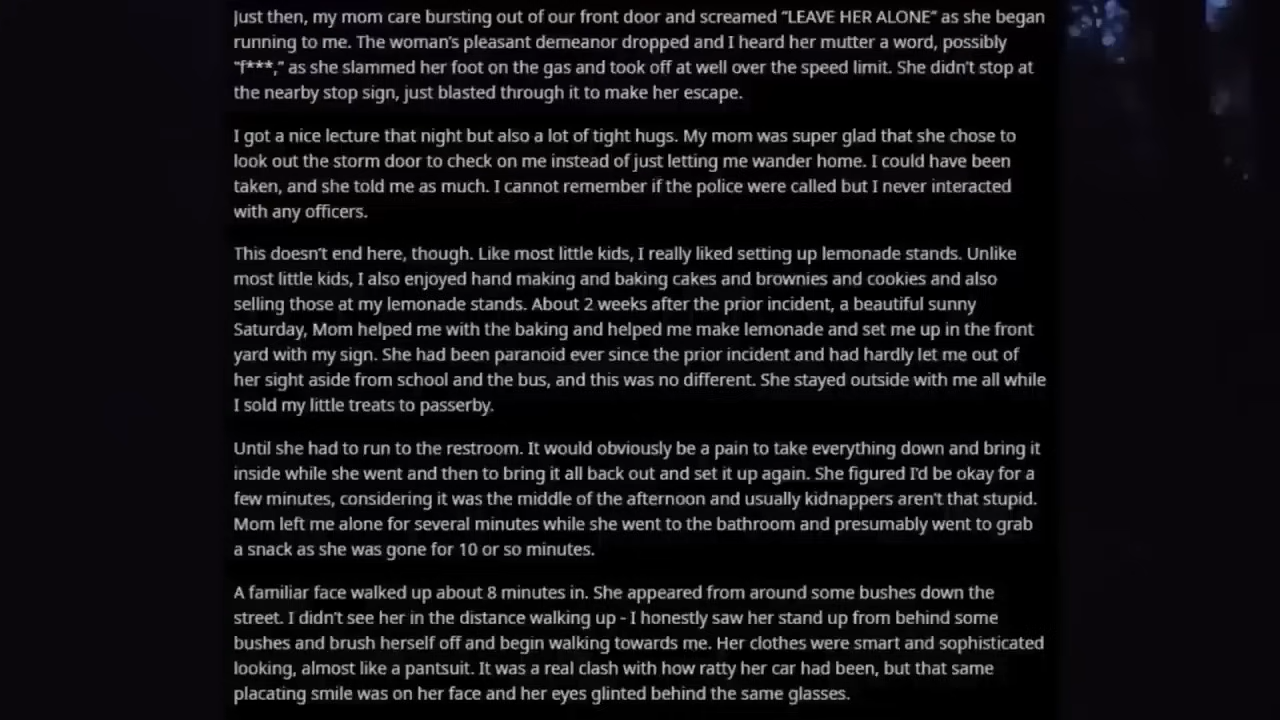 Just then, my mom care bursting out of our front door and screamed “LEAVE HER ALONE” as she began
running to me. The woman’s pleasant demeanor dropped and I heard her mutter a word, possibly
“f***,” as she slammed her foot on the gas and took off at well over the speed limit. She didn’t stop at
the nearby stop sign, just blasted through it to make her escape.
I got a nice lecture that night but also a lot of tight hugs. My mom was super glad that she chose to
look out the storm door to check on me instead of just letting me wander home. I could have been
taken, and she told me as much. I cannot remember if the police were called but I never interacted
with any officers.
This doesn’t end here, though. Like most little kids, I really liked setting up lemonade stands. Unlike
most little kids, I also enjoyed hand making and baking cakes and brownies and cookies and also
selling those at my lemonade stands. About 2 weeks after the prior incident, a beautiful sunny
Saturday, Mom helped me with the baking and helped me make lemonade and set me up in the front
yard with my sign. She had been paranoid ever since the prior incident and had hardly let me out of
her sight aside from school and the bus, and this was no different. She stayed outside with me all while
I sold my little treats to passerby.
Until she had to run to the restroom. It would obviously be a pain to take everything down and bring it
inside while she went and then to bring it all back out and set it up again. She figured I’d be okay for a
few minutes, considering it was the middle of the afternoon and usually kidnappers aren’t that stupid.
Mom left me alone for several minutes while she went to the bathroom and presumably went to grab
a snack as she was gone for 10 or so minutes.
A familiar face walked up about 8 minutes in. She appeared from around some bushes down the
street. I didn’t see her in the distance walking up - I honestly saw her stand up from behind some
bushes and brush herself off and begin walking towards me. Her clothes were smart and sophisticated
looking, almost like a pantsuit. It was a real clash with how ratty her car had been, but that same
placating smile was on her face and her eyes glinted behind the same glasses.